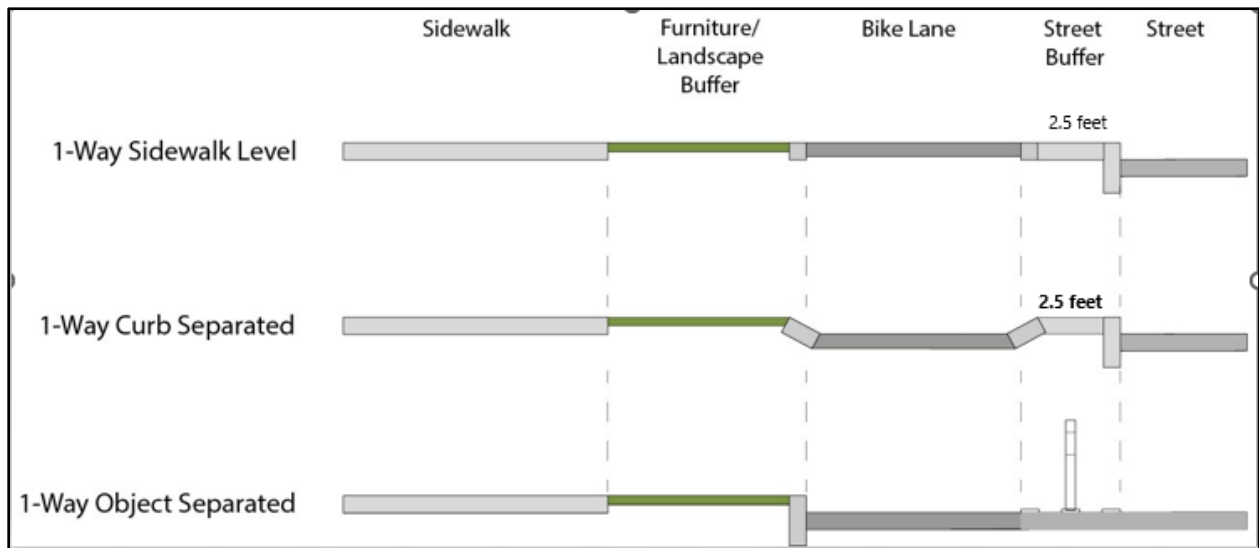 Sidewalk
Furniture/
Landscape
Buffer
Bike Lane
Street
Buffer
Street
1-Way Sidewalk Level
2.5 feet
1-Way Curb Separated
2.5 feet
1-Way Object Separated